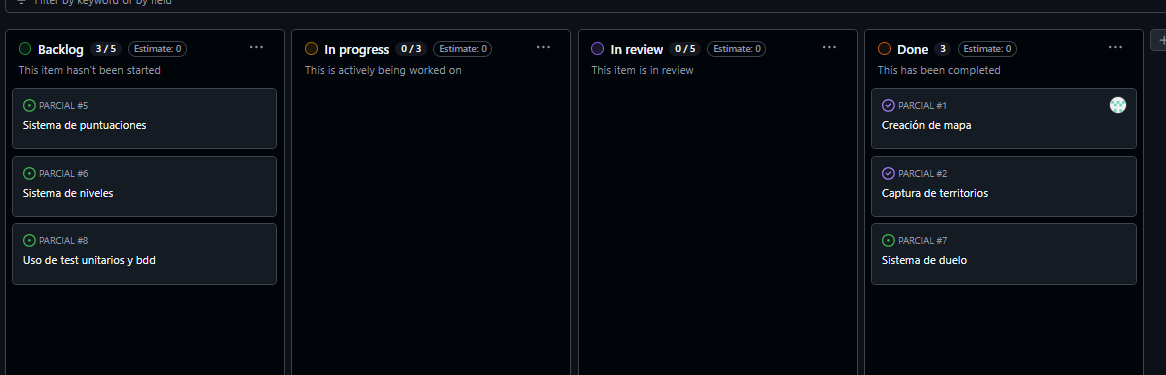 Filter by keyword or by field
Backlog 3 / 5 Estimate: 0
This item hasn't been started
PARCIAL #5
Sistema de puntuaciones
PARCIAL #6
Sistema de niveles
PARCIAL #8
Uso de test unitarios y bdd
In progress 0 / 3 Estimate: 0
This is actively being worked on
In review 0 / 5 Estimate: 0
This item is in review
Done 3 Estimate: 0
This has been completed
PARCIAL #1
Creación de mapa
PARCIAL #2
Captura de territorios
PARCIAL #7
Sistema de duelo